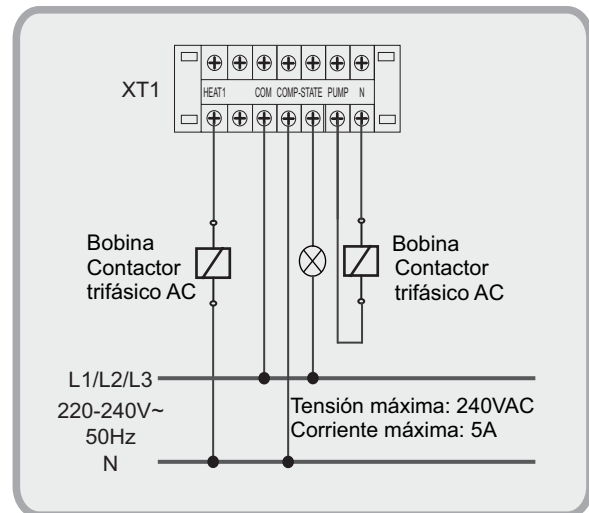 XT1
HEAT1 COM COMP-STATE PUMP N
Bobina
Contactor
trifásico AC
Bobina
Contactor
trifásico AC
L1/L2/L3
220-240V~
50Hz
N
Tensión máxima: 240VAC
Corriente máxima: 5A